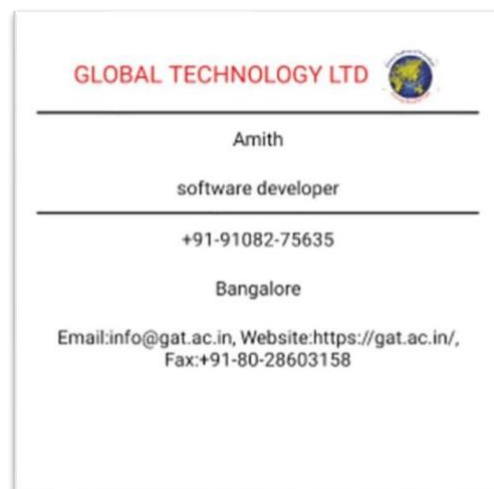 GLOBAL TECHNOLOGY LTD
Amith
software developer
+91-91082-75635
Bangalore
Email:info@gat.ac.in, Website:https://gat.ac.in/,
Fax:+91-80-28603158